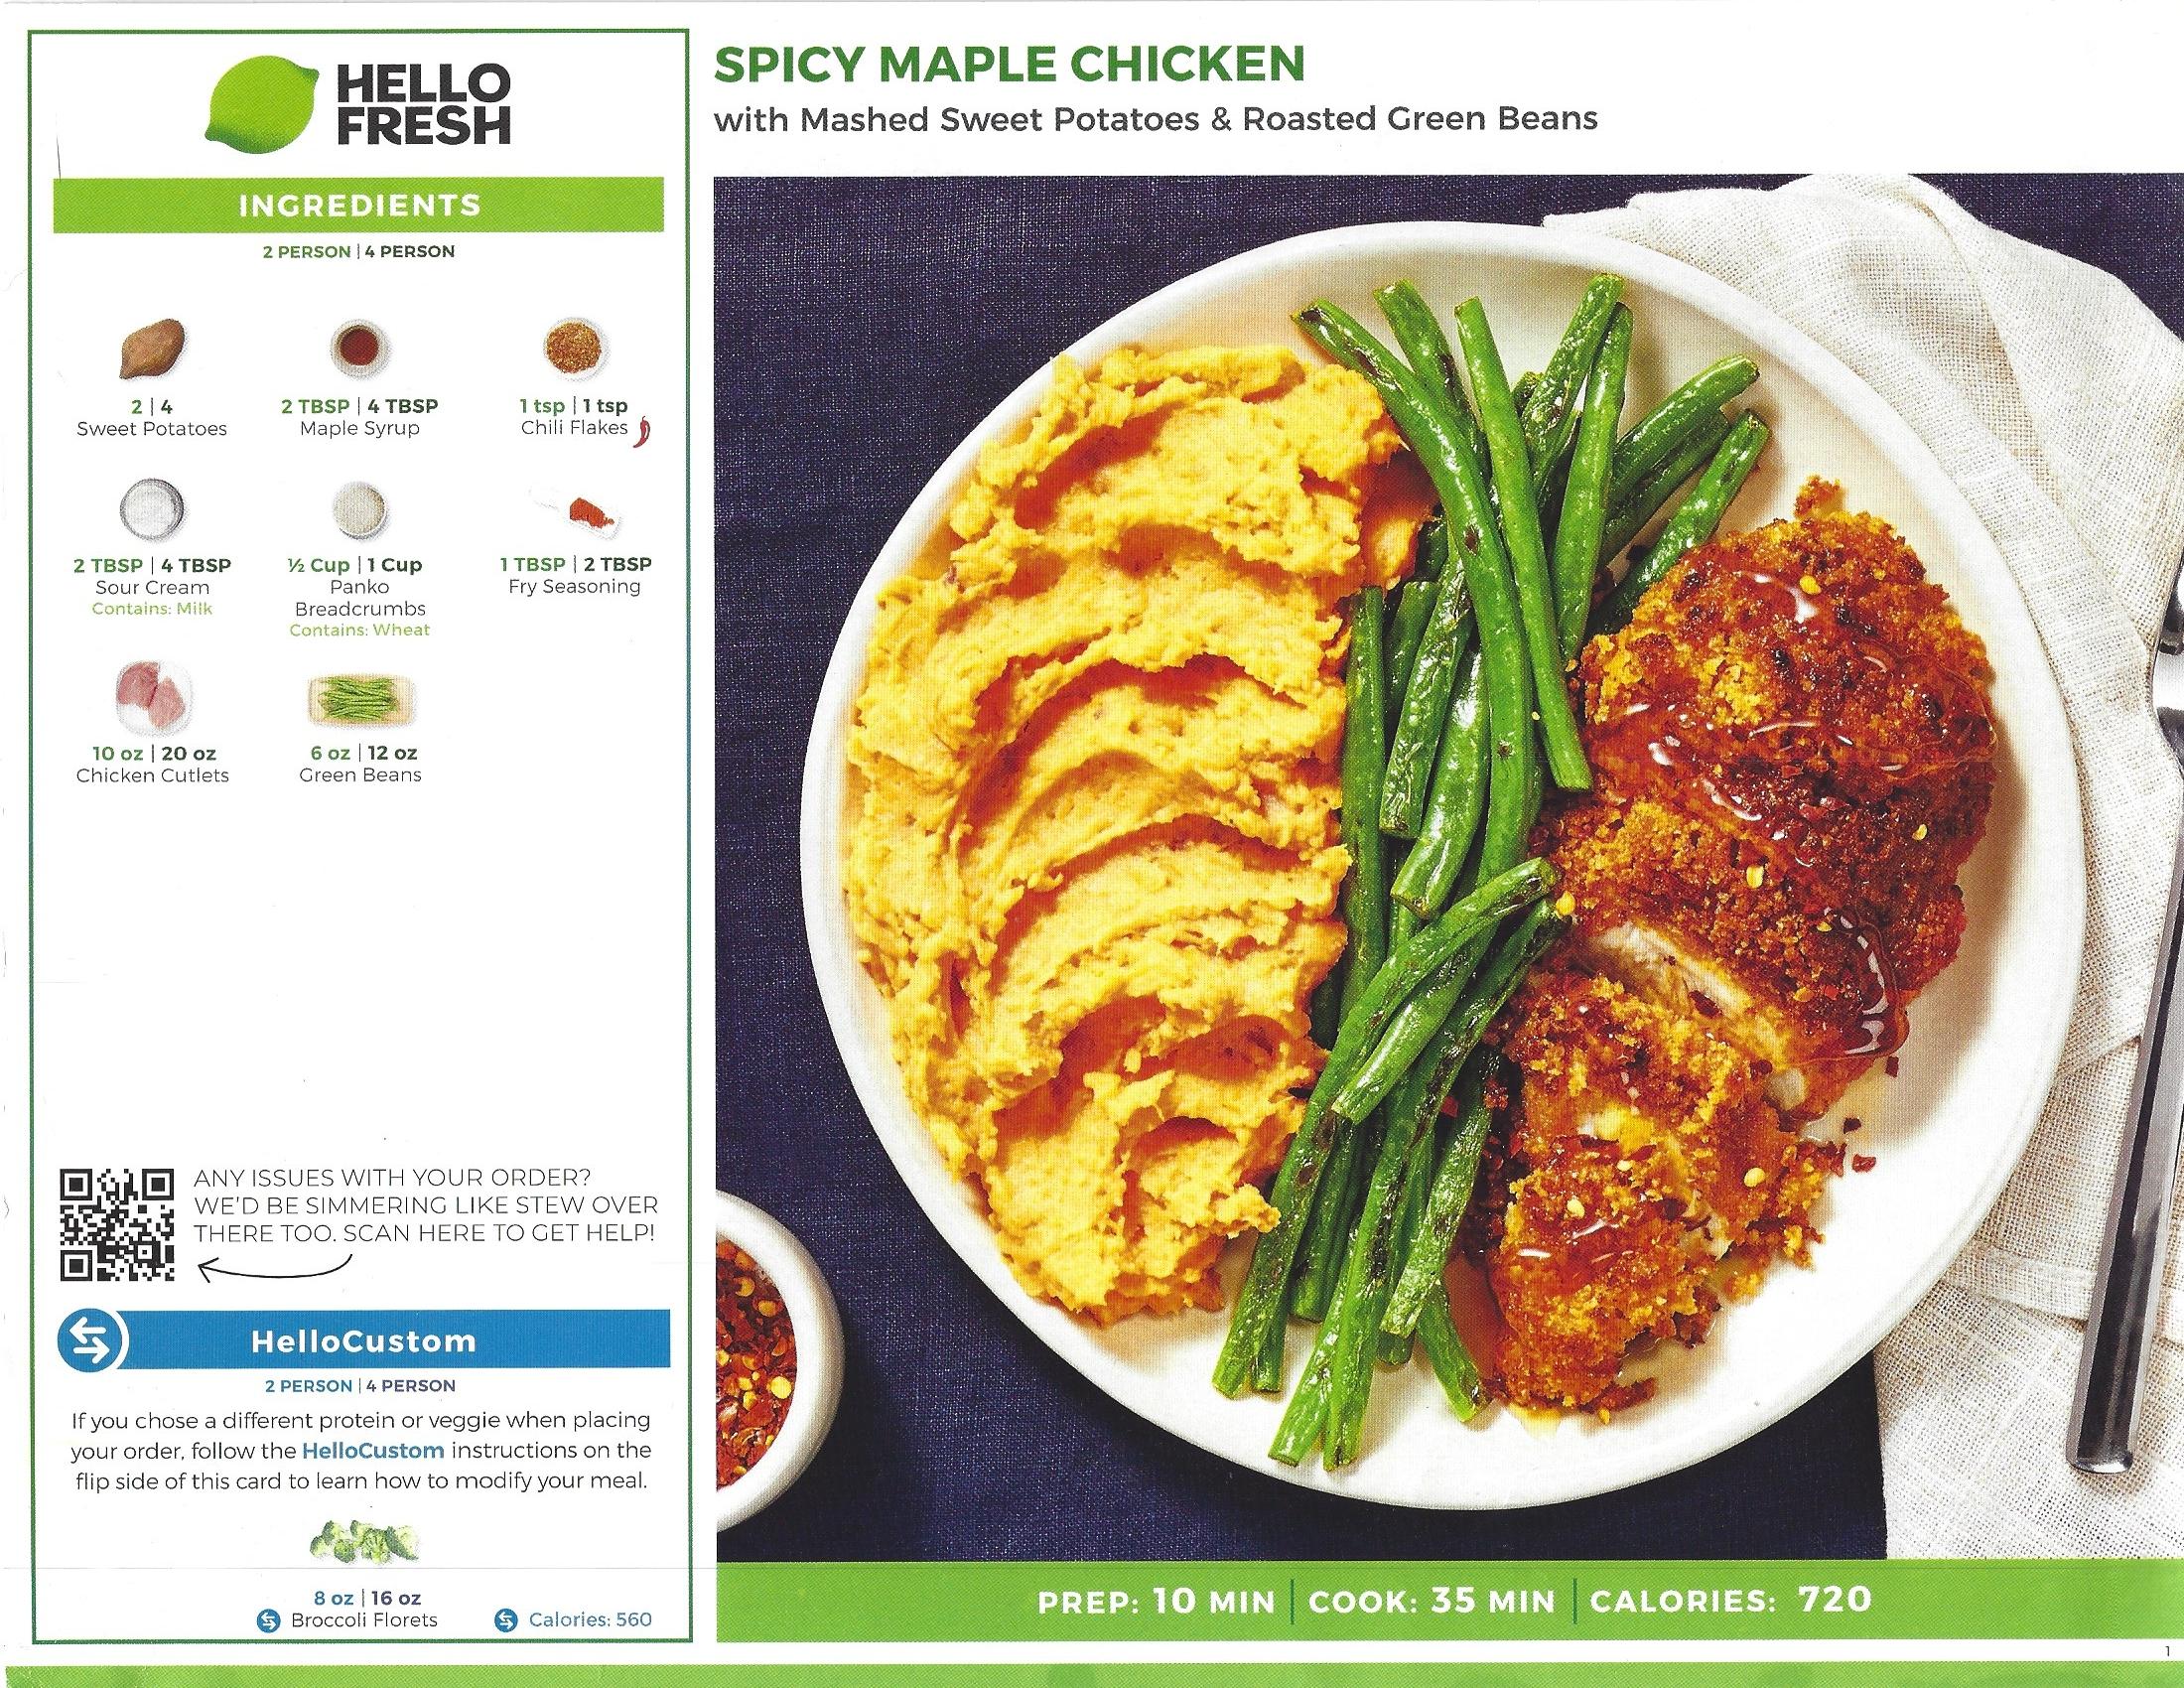 HELLO
FRESH
INGREDIENTS
2 PERSON | 4 PERSON
2 | 4
Sweet Potatoes
2 TBSP | 4 TBSP
Maple Syrup
1 tsp | 1 tsp
Chili Flakes
2 TBSP | 4 TBSP
Sour Cream
Contains: Milk
½ Cup | 1 Cup
Panko
Breadcrumbs
Contains: Wheat
1 TBSP | 2 TBSP
Fry Seasoning
10 oz | 20 oz
Chicken Cutlets
6 oz | 12 oz
Green Beans
ANY ISSUES WITH YOUR ORDER?
WE'D BE SIMMERING LIKE STEW OVER
THERE TOO. SCAN HERE TO GET HELP!
HelloCustom
2 PERSON | 4 PERSON
If you chose a different protein or veggie when placing
your order, follow the HelloCustom instructions on the
flip side of this card to learn how to modify your meal.
8 oz | 16 oz
Broccoli Florets
Calories: 560
SPICY MAPLE CHICKEN
with Mashed Sweet Potatoes & Roasted Green Beans
PREP: 10 MIN | COOK: 35 MIN | CALORIES: 720
1